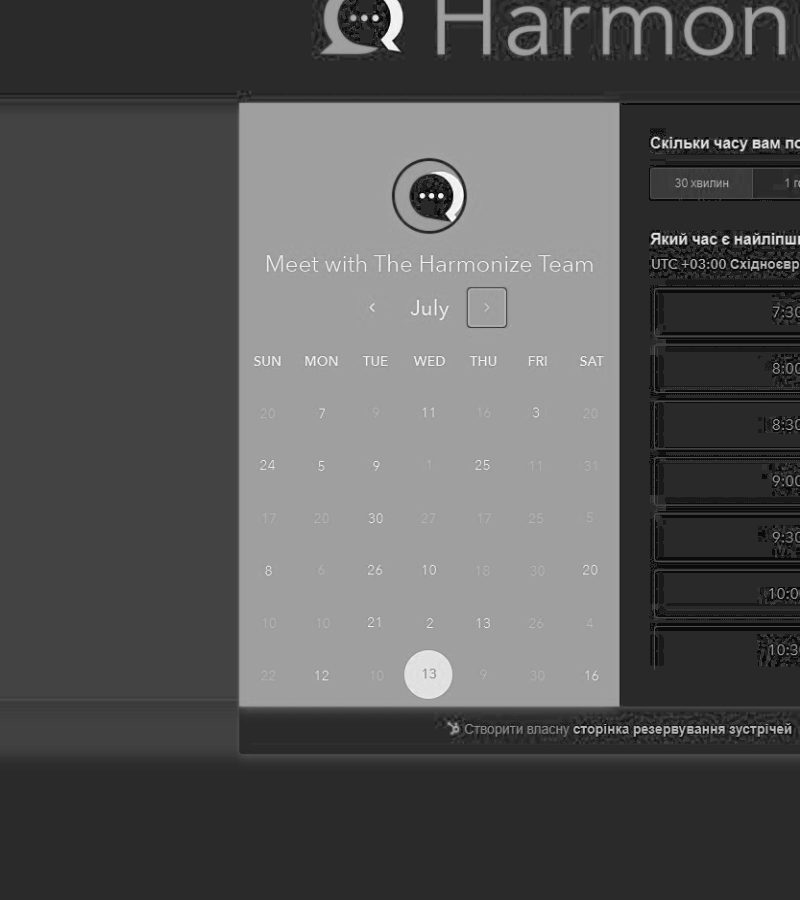 Harmon
Meet with The Harmonize Team
July
SUN MON TUE WED THU FRI SAT
20 7 9 11 16 3 20
24 5 9 1 25 11 31
17 20 30 27 17 25 5
8 6 26 10 18 30 20
10 10 21 2 13 26 4
22 12 10 13 9 30 16
Скільки часу вам по
30 хвилин 1 го
Який час є найліпш
UTC +03:00 Східноєвр
7:30
8:00
8:30
9:00
9:30
10:0
10:3
Створити власну сторінка резервування зустрічей